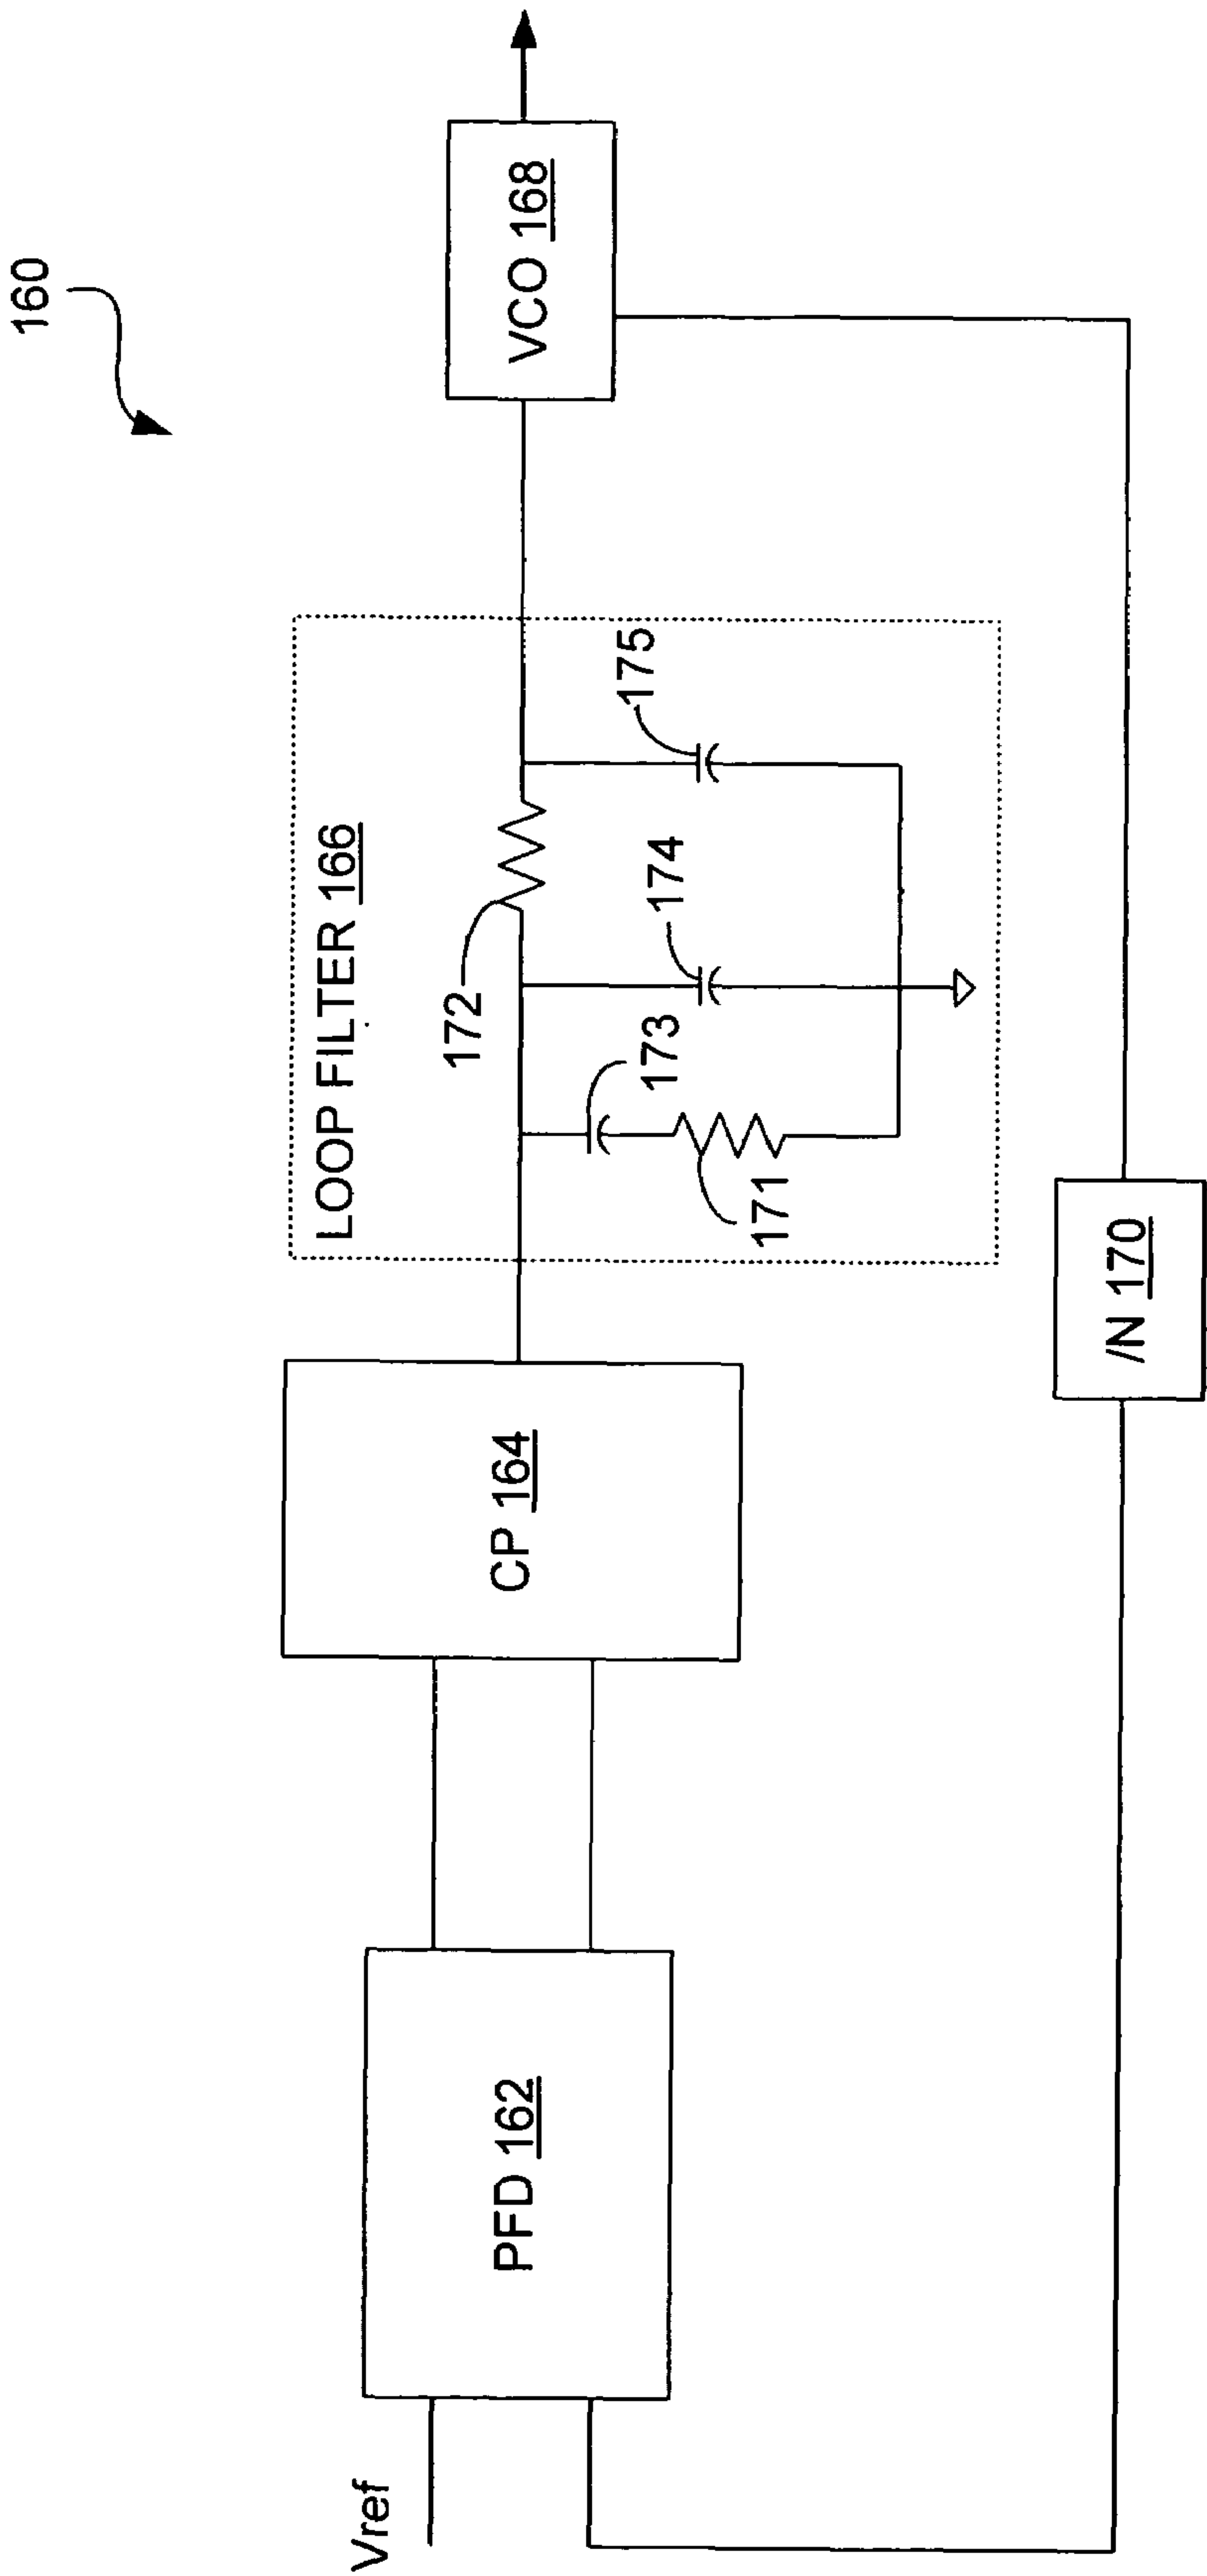 160
LOOP FILTER 166
Vref
PFD 162
CP 164
VCO 168
172
173
174
175
171
/N 170